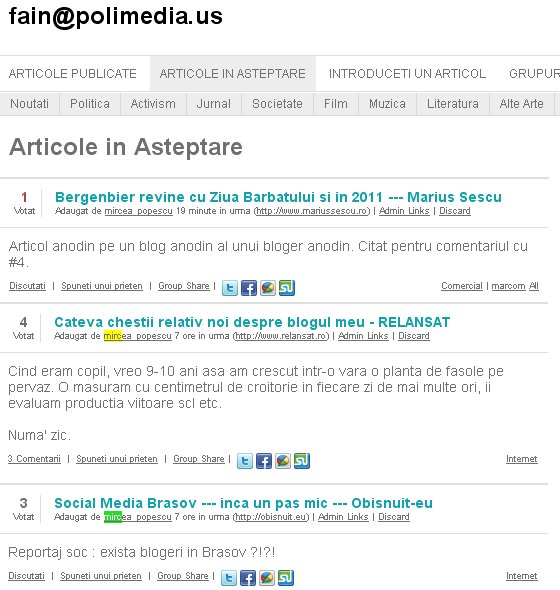 fain@polimedia.us
ARTICOLE PUBLICATE ARTICOLE IN ASTEPTARE INTRODUCETI UN ARTICOL GRUPUR
Noutati Politica Activism Jurnal Societate Film Muzica Literatura Alte Arte
Articole in Asteptare
1 Bergenbier revine cu Ziua Barbatului si in 2011 --- Marius Sescu
Votat Adaugat de mircea_popescu 19 minute in urma (http://www.mariussescu.ro) | Admin Links | Discard
Articol anodin pe un blog anodin al unui bloger anodin. Citat pentru comentariul cu
#4.
Discutati | Spuneti unui prieten | Group Share | Comercial | marcom All
4 Cateva chestii relativ noi despre blogul meu - RELANSAT
Votat Adaugat de mircea_popescu 7 ore in urma (http://www.relansat.ro) | Admin Links | Discard
Cind eram copil, vreo 9-10 ani asa am crescut intr-o vara o planta de fasole pe
pervaz. O masuram cu centimetrul de croitorie in fiecare zi de mai multe ori, ii
evaluam productia viitoare scl etc.
Numa' zic.
3 Comentarii | Spuneti unui prieten | Group Share | Internet
3 Social Media Brasov --- inca un pas mic --- Obisnuit-eu
Votat Adaugat de mircea_popescu 7 ore in urma (http://obisnuit.eu) | Admin Links | Discard
Reportaj soc : exista blogeri in Brasov ?!?!
Discutati | Spuneti unui prieten | Group Share | Internet